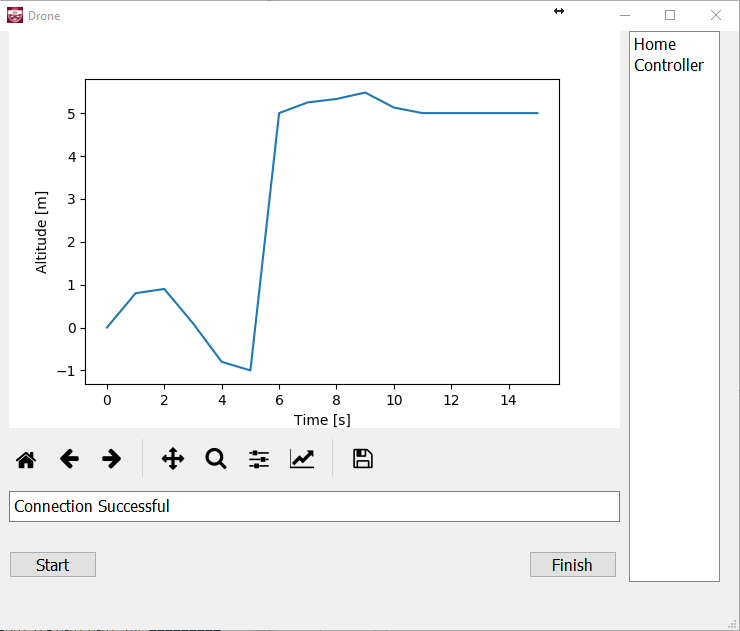 Drone
Home
Controller
5
4
3
2
1
0
−1
Altitude [m]
0 2 4 6 8 10 12 14
Time [s]
Connection Successful
Start
Finish